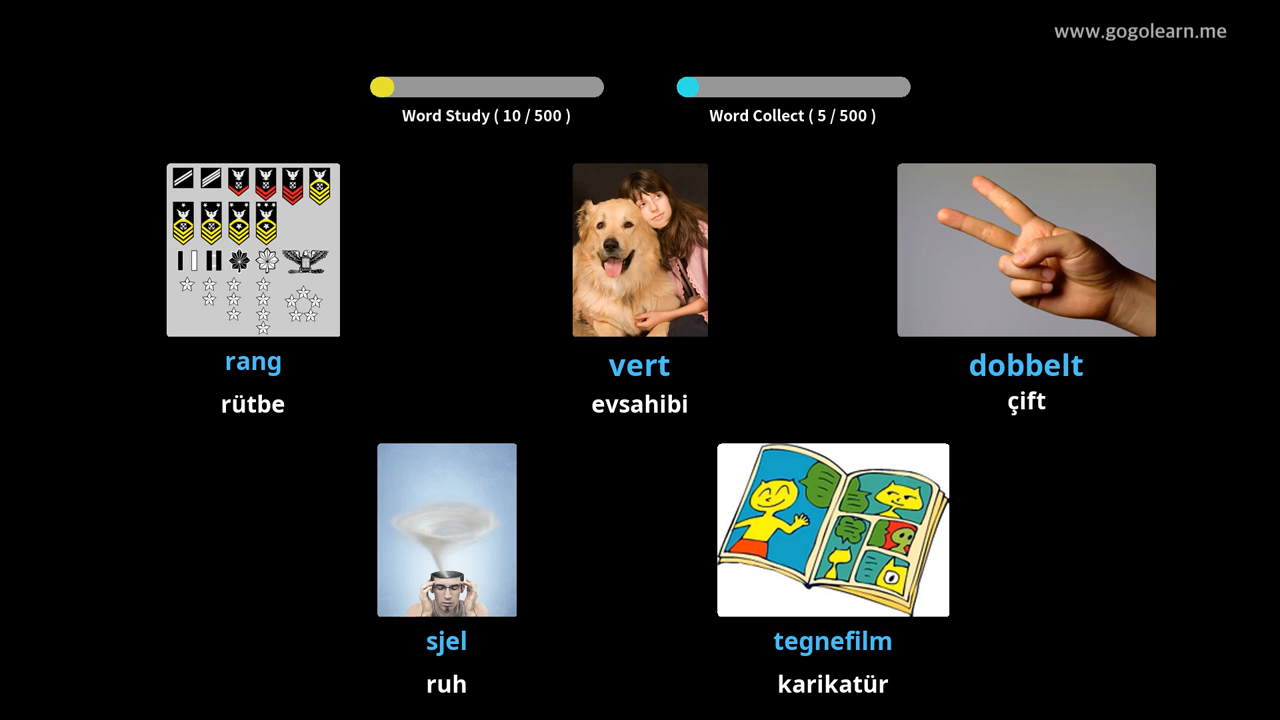 www.gogolearn.me
Word Study ( 10 / 500 )
Word Collect ( 5 / 500 )
rang
rütbe
vert
evsahibi
dobbelt
çift
sjel
ruh
tegnefilm
karikatür